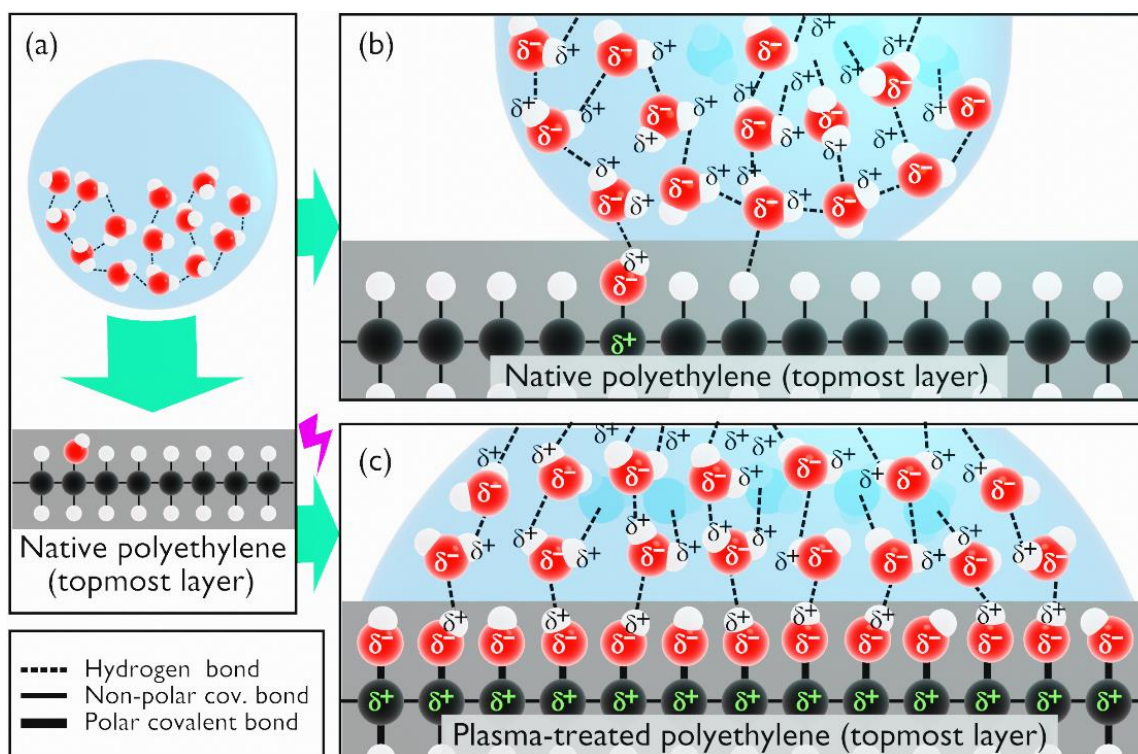 (a)
Native polyethylene
(topmost layer)
Hydrogen bond
Non-polar cov. bond
Polar covalent bond
(b)
δ+
δ- δ+ δ- δ+ δ- δ+
δ+ δ- δ+
δ+ δ- δ+ δ-
δ- δ- δ+ δ- δ- δ+ δ+ δ-
δ+
δ+ δ+ δ+ δ-
δ- δ+ δ- δ+ δ- δ+ δ- δ+
δ+
δ-
δ+
Native polyethylene (topmost layer)
(c)
δ+ δ+ δ+ δ+ δ+
δ+ δ+ δ+
δ- δ- δ- δ- δ- δ- δ-
δ+ δ+ δ+ δ+ δ+ δ+ δ+
δ- δ- δ- δ- δ- δ- δ- δ-
δ+ δ+ δ+ δ+ δ+ δ+ δ+ δ+
δ- δ- δ- δ- δ- δ- δ- δ- δ- δ- δ- δ- δ-
δ+ δ+ δ+ δ+ δ+ δ+ δ+ δ+ δ+ δ+ δ+ δ+ δ+
Plasma-treated polyethylene (topmost layer)